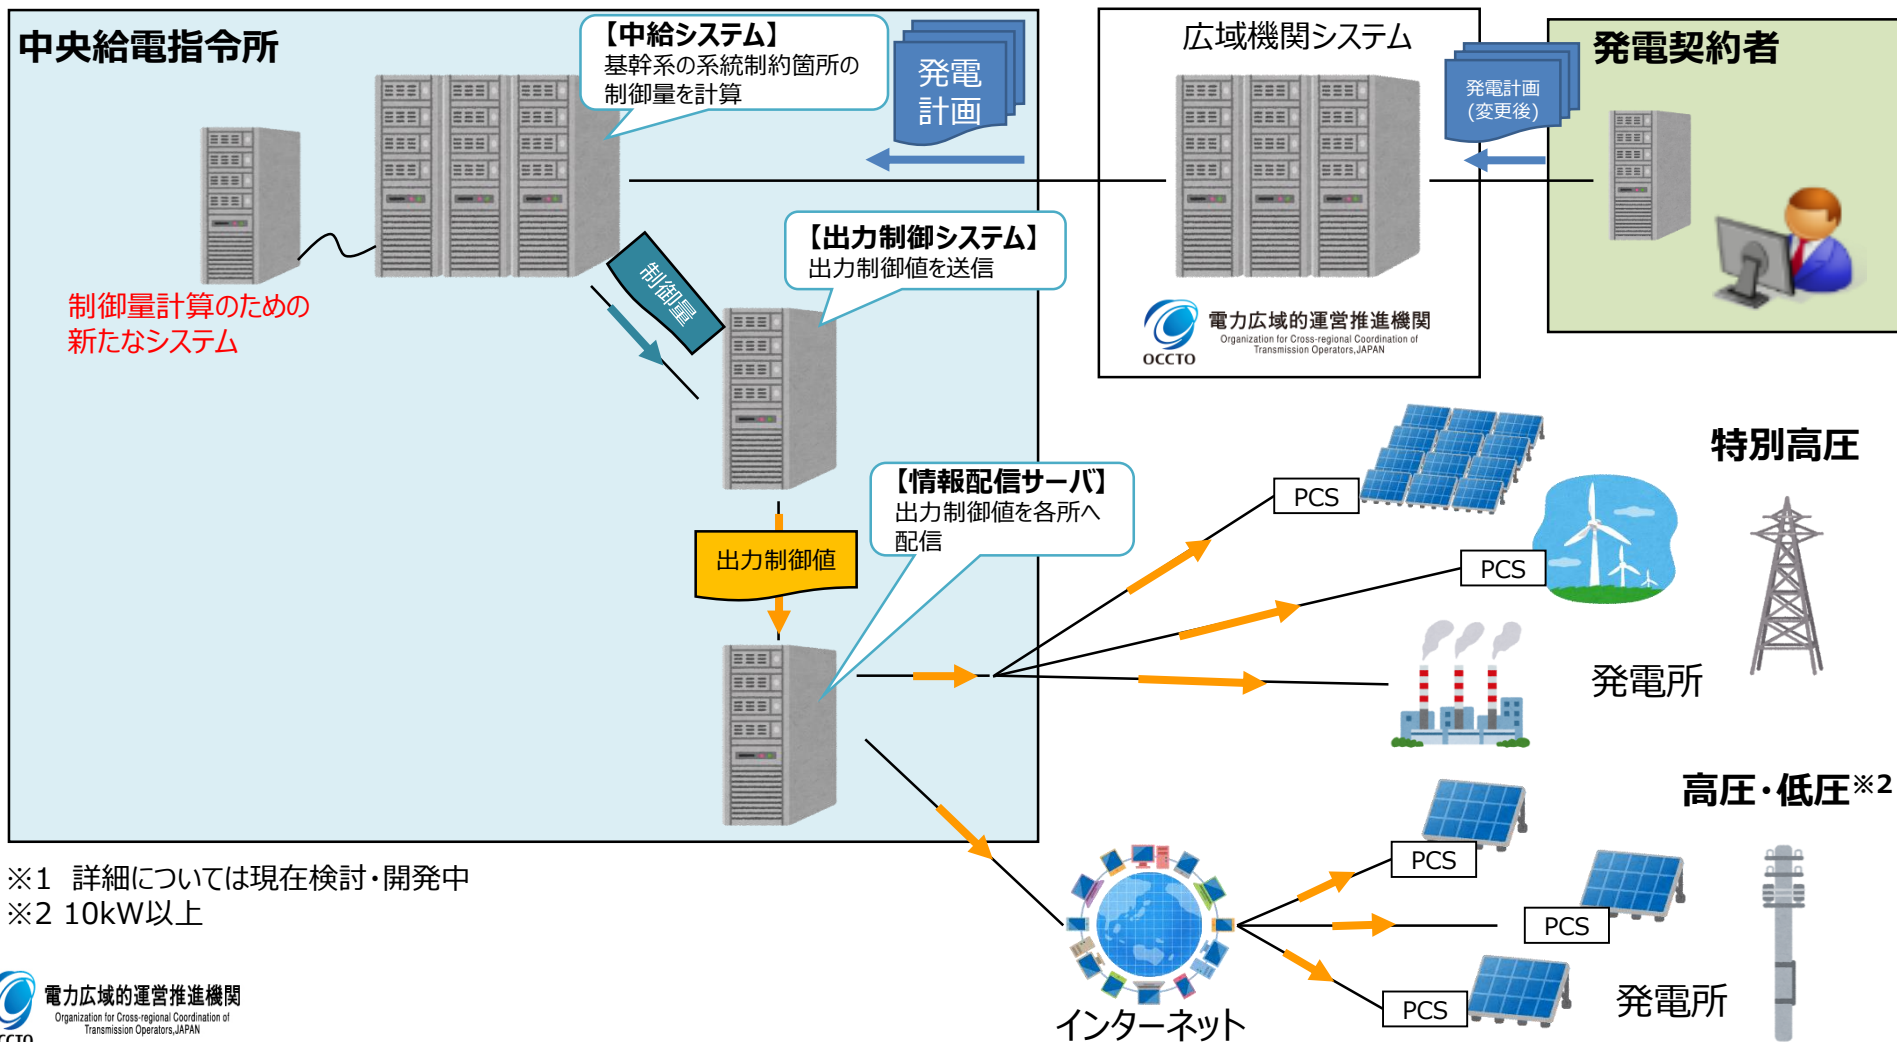 中央給電指令所
【中給システム】
基幹系の系統制約箇所の
制御量を計算
発電
計画
広域機関システム
発電計画
(変更後)
発電契約者
制御量計算のための
新たなシステム
制御量
【出力制御システム】
出力制御値を送信
電力広域的運営推進機関
Organization for Cross-regional Coordination of
Transmission Operators,JAPAN
OCCTO
出力制御値
【情報配信サーバ】
出力制御値を各所へ
配信
PCS
特別高圧
PCS
発電所
高圧・低圧※2
PCS
PCS
PCS
発電所
インターネット
※1 詳細については現在検討・開発中
※2 10kW以上
電力広域的運営推進機関
Organization for Cross-regional Coordination of
Transmission Operators,JAPAN
OCCTO